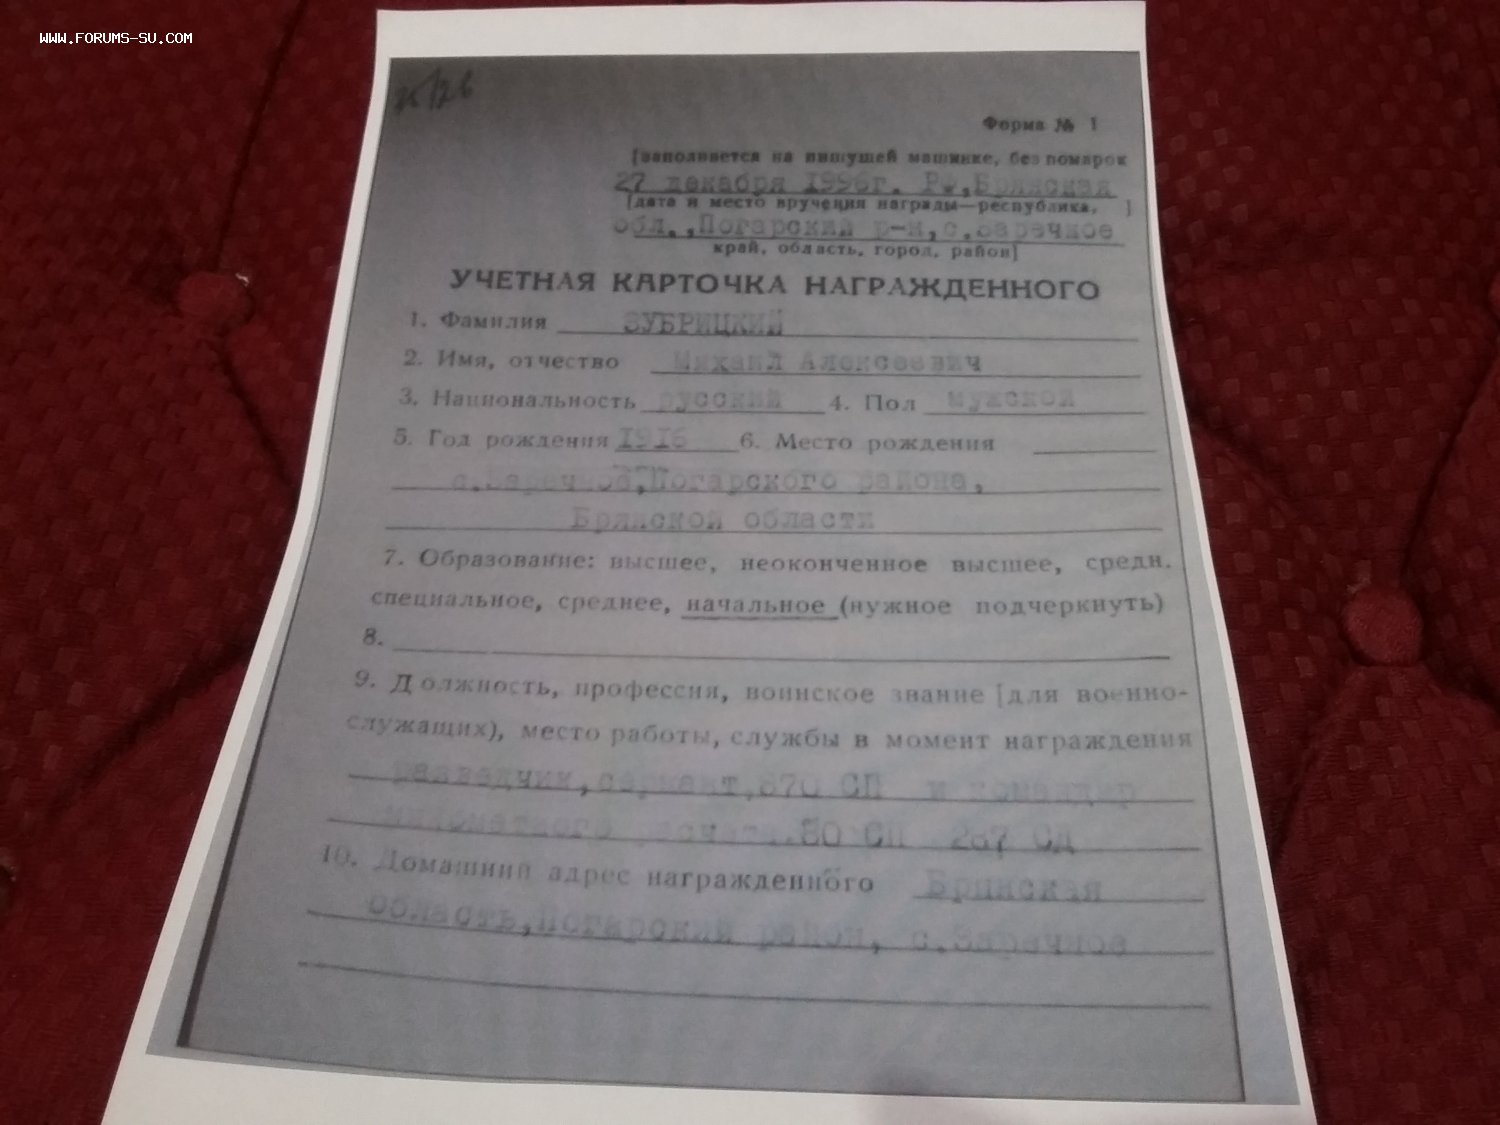 WWW.FORUMS-SU.COM
Форма № 1
[заполняется на пишущей машинке, без помарок
27 декабря 1996г. РФ,Брянская
[дата и место вручения награды—республика, ]
обл.,Погарский р-н,с.Заречное
край, область, город, район]
УЧЕТНАЯ КАРТОЧКА НАГРАЖДЕННОГО
1. Фамилия ЗУБРИЦКИЙ
2. Имя, отчество Михаил Алексеевич
3. Национальность русский 4. Пол мужской
5. Год рождения 1916 6. Место рождения
с.Заречное,Погарского района,
Брянской области
7. Образование: высшее, неоконченное высшее, средн.
специальное, среднее, начальное (нужное подчеркнуть)
8.
9. Должность, профессия, воинское звание [для военно-
служащих), место работы, службы в момент награждения
разведчик,сержант,870 СП и командир
автоматного 80 СП 287 СД
10. Домашний адрес награжденного Брянская
область,Погарский район, с.Заречное